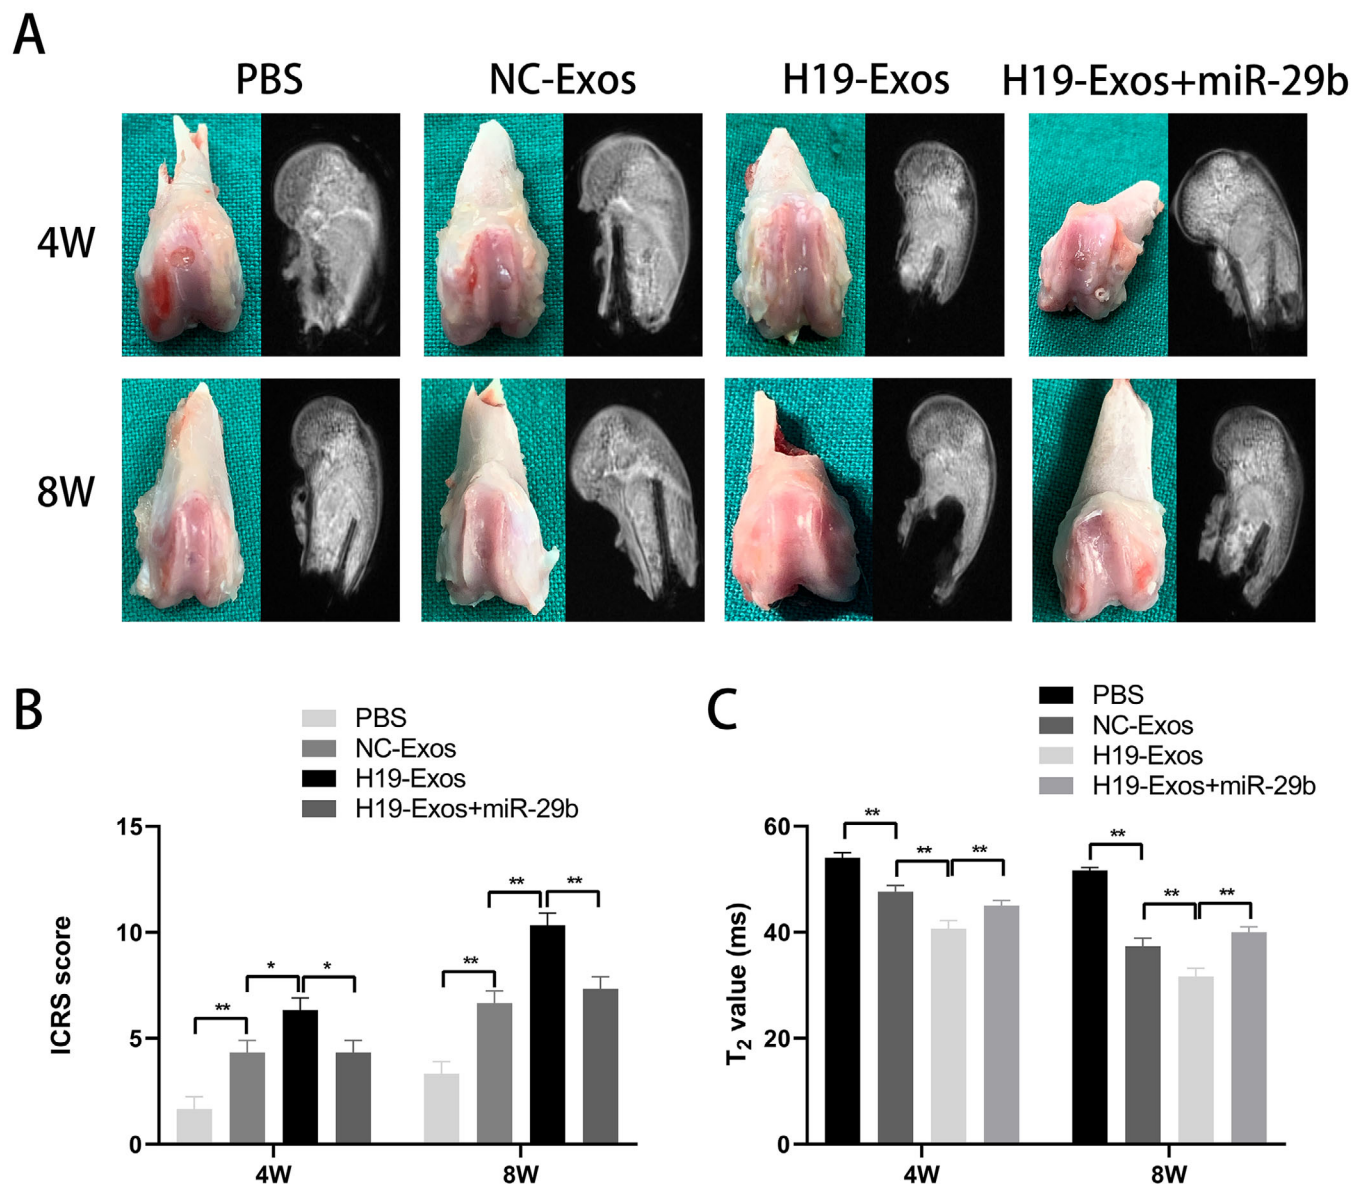 A
PBS NC-Exos H19-Exos H19-Exos+miR-29b
4W
8W
B
PBS
NC-Exos
H19-Exos
H19-Exos+miR-29b
15
10
5
0
ICRS score
** * * ** ** **
4W 8W
C
PBS
NC-Exos
H19-Exos
H19-Exos+miR-29b
60
40
20
0
T2 value (ms)
** ** ** ** ** **
4W 8W